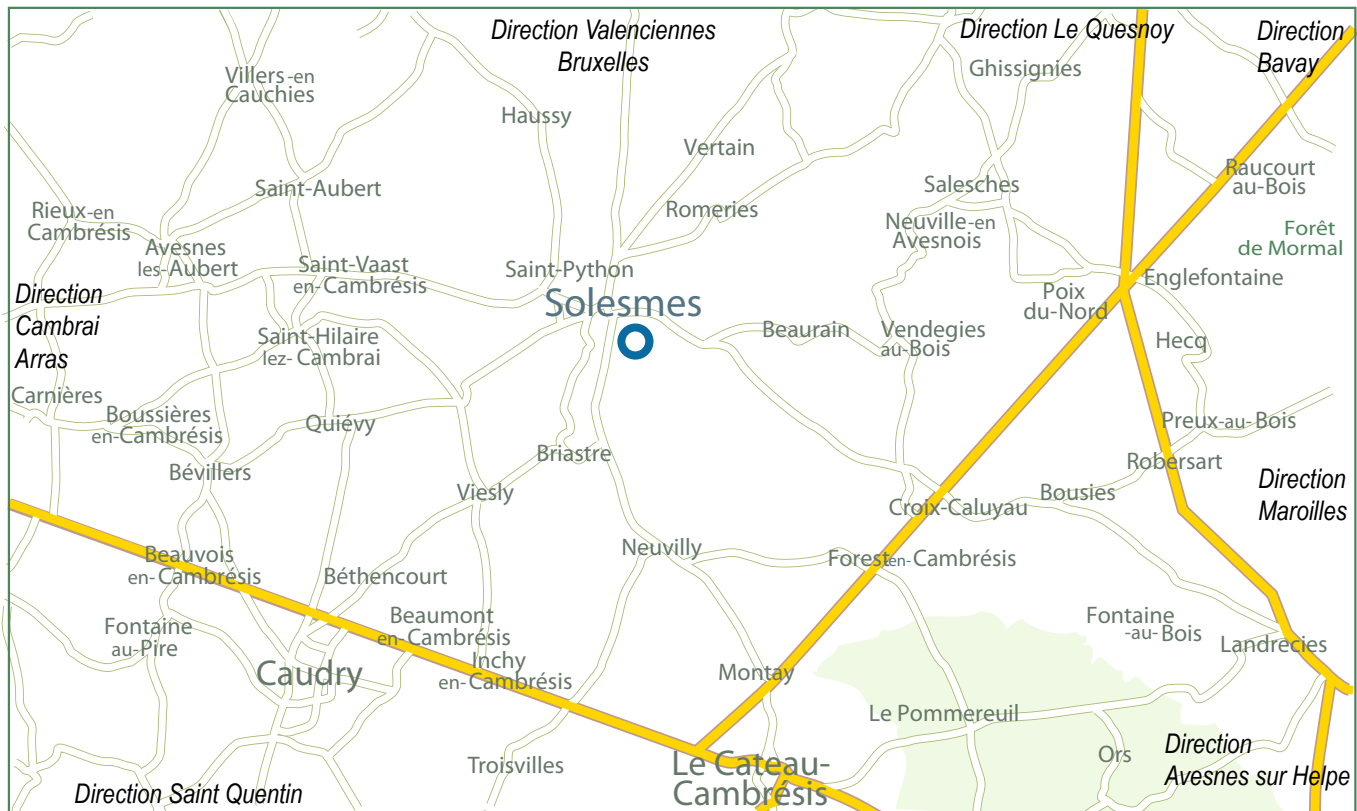 Direction Valenciennes
Bruxelles
Direction Le Quesnoy
Direction
Bavay
Villers-en
Cauchies
Ghissignies
Haussy
Vertain
Raucourt
au-Bois
Saint-Aubert
Salesches
Rieux-en
Cambrésis
Romeries
Neuville-en
Avesnois
Forêt
de Mormal
Avesnes
les-Aubert
Saint-Vaast
en-Cambrésis
Saint-Python
Englefontaine
Direction
Cambrai
Arras
Solesmes
Poix
du-Nord
Saint-Hilaire
lez-Cambrai
Beaurain
Vendegies
au-Bois
Hecq
Carnières
Boussières
en-Cambrésis
Quiévy
Preux-au-Bois
Briastre
Robersart
Bévillers
Viesly
Bousies
Direction
Maroilles
Croix-Caluyau
Beauvois
en-Cambrésis
Neuvilly
Forest-en-Cambrésis
Béthencourt
Beaumont
en-Cambrésis
Fontaine
-au-Bois
Fontaine
au-Pire
Landrecies
Caudry
Inchy
en-Cambrésis
Montay
Le Pommereuil
Troisvilles
Le Cateau-
Cambrésis
Ors
Direction
Avesnes sur Helpe
Direction Saint Quentin